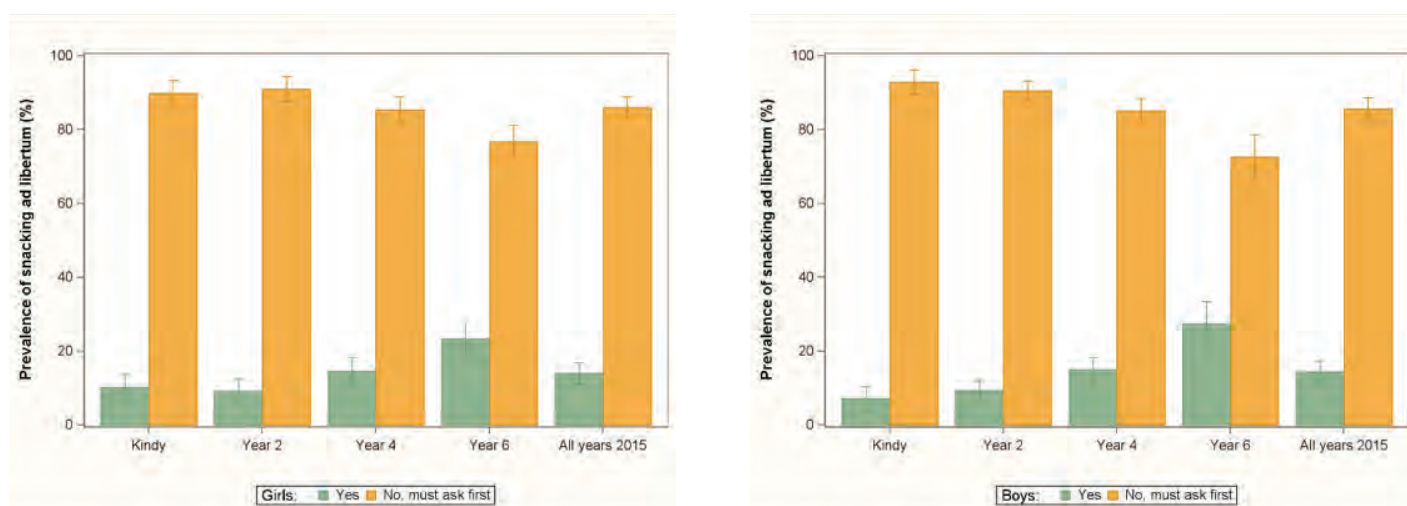 Prevalence of snacking ad libertum (%)
100
80
60
40
20
0
Kindy Year 2 Year 4 Year 6 All years 2015
Girls: Yes No, must ask first
Prevalence of snacking ad libertum (%)
100
80
60
40
20
0
Kindy Year 2 Year 4 Year 6 All years 2015
Boys: Yes No, must ask first